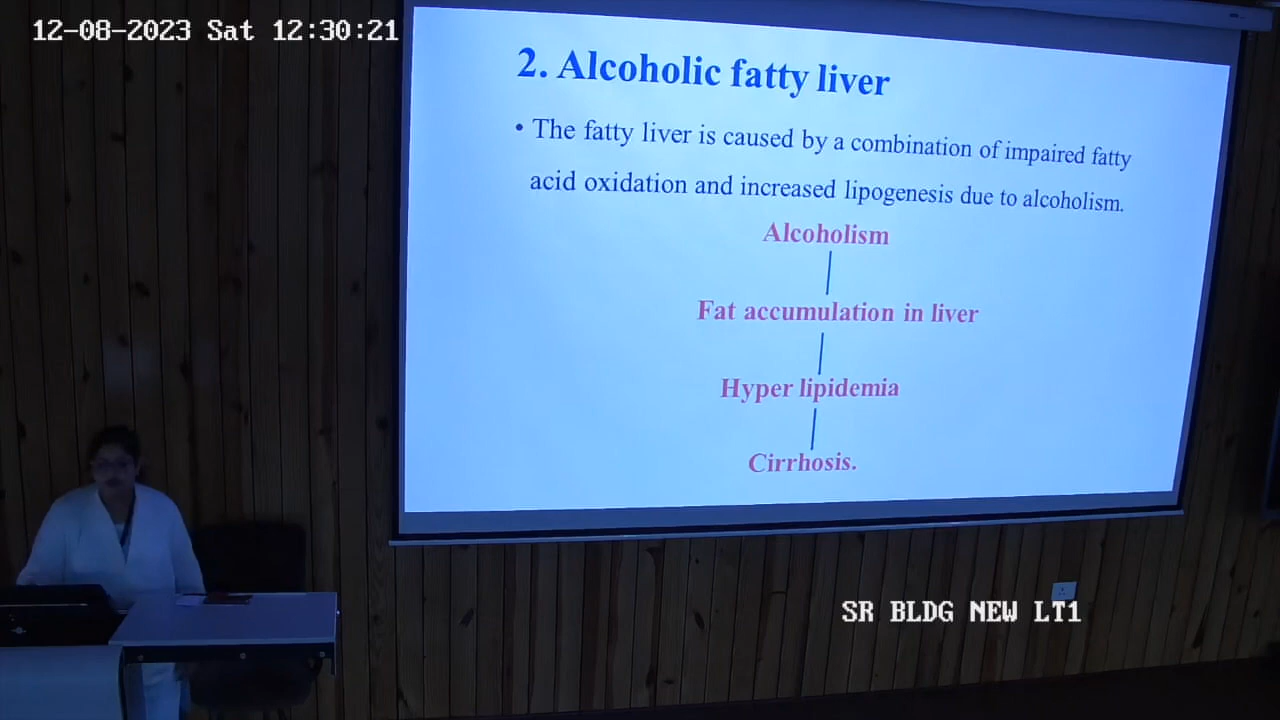 12-08-2023 Sat 12:30:21
2. Alcoholic fatty liver
• The fatty liver is caused by a combination of impaired fatty
acid oxidation and increased lipogenesis due to alcoholism.
Alcoholism
Fat accumulation in liver
Hyper lipidemia
Cirrhosis.
SR BLDG NEW LT1